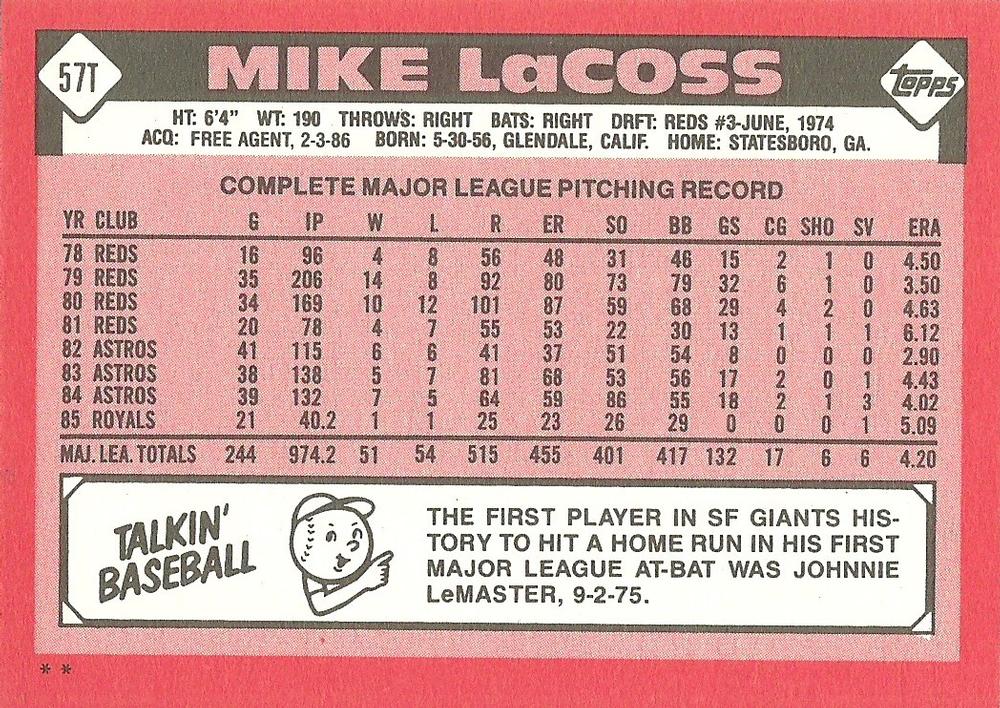 57T
MIKE LaCOSS
topps
HT: 6'4" WT: 190 THROWS: RIGHT BATS: RIGHT DRFT: REDS #3-JUNE, 1974
ACQ: FREE AGENT, 2-3-86 BORN: 5-30-56, GLENDALE, CALIF. HOME: STATESBORO, GA.
COMPLETE MAJOR LEAGUE PITCHING RECORD
YR CLUB G IP W L R ER SO BB GS CG SHO SV ERA
78 REDS 16 96 4 8 56 48 31 46 15 2 1 0 4.50
79 REDS 35 206 14 8 92 80 73 79 32 6 1 0 3.50
80 REDS 34 169 10 12 101 87 59 68 29 4 2 0 4.63
81 REDS 20 78 4 7 55 53 22 30 13 1 1 1 6.12
82 ASTROS 41 115 6 6 41 37 51 54 8 0 0 0 2.90
83 ASTROS 38 138 5 7 81 68 53 56 17 2 0 1 4.43
84 ASTROS 39 132 7 5 64 59 86 55 18 2 1 3 4.02
85 ROYALS 21 40.2 1 1 25 23 26 29 0 0 0 1 5.09
MAJ. LEA. TOTALS 244 974.2 51 54 515 455 401 417 132 17 6 6 4.20
TALKIN'
BASEBALL
THE FIRST PLAYER IN SF GIANTS HIS-
TORY TO HIT A HOME RUN IN HIS FIRST
MAJOR LEAGUE AT-BAT WAS JOHNNIE
LeMASTER, 9-2-75.
* *